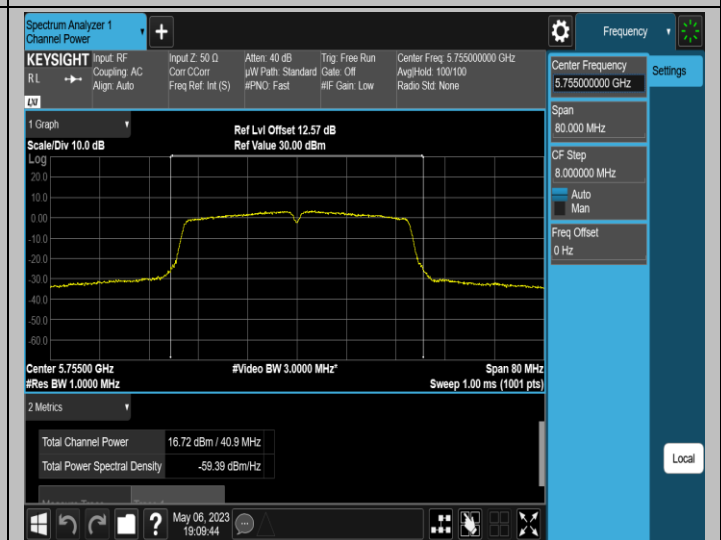 Spectrum Analyzer 1
Channel Power
+
Frequency
KEYSIGHT
R L
LXI
Input: RF
Coupling: AC
Align: Auto
Input Z: 50 Ω
Corr CCorr
Freq Ref: Int (S)
Atten: 40 dB
µW Path: Standard
#PNO: Fast
Trig: Free Run
Gate: Off
#IF Gain: Low
Center Freq: 5.755000000 GHz
Avg|Hold: 100/100
Radio Std: None
Center Frequency
5.755000000 GHz
Settings
Span
80.000 MHz
CF Step
8.000000 MHz
Auto
Man
Freq Offset
0 Hz
1 Graph
Scale/Div 10.0 dB
Ref Lvl Offset 12.57 dB
Ref Value 30.00 dBm
Log
20.0
10.0
0.00
-10.0
-20.0
-30.0
-40.0
-50.0
-60.0
Center 5.75500 GHz
#Res BW 1.0000 MHz
#Video BW 3.0000 MHz*
Span 80 MHz
Sweep 1.00 ms (1001 pts)
2 Metrics
Total Channel Power 16.72 dBm / 40.9 MHz
Total Power Spectral Density -59.39 dBm/Hz
Local
?
May 06, 2023
19:09:44